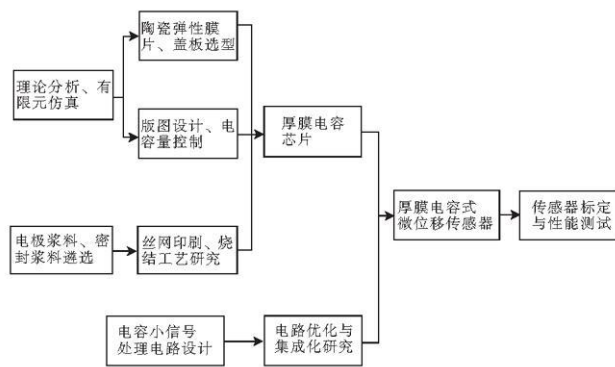 陶瓷弹性膜
片、盖板选型
理论分析、有
限元仿真
版图设计、电
容量控制
厚膜电容
芯片
厚膜电容式
微位移传感器
传感器标定
与性能测试
电极浆料、密
封浆料遴选
丝网印刷、烧
结工艺研究
电容小信号
处理电路设计
电路优化与
集成化研究